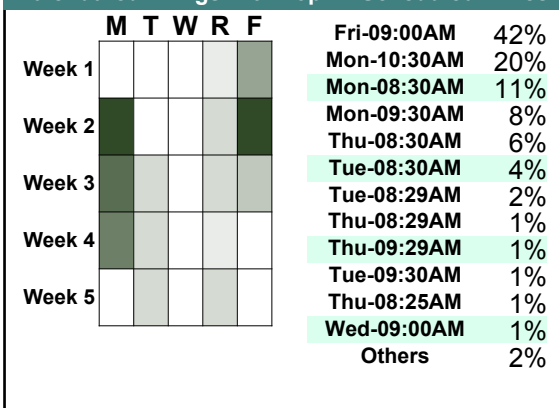 M T W R F
Week 1
Week 2
Week 3
Week 4
Week 5
Fri-09:00AM 42%
Mon-10:30AM 20%
Mon-08:30AM 11%
Mon-09:30AM 8%
Thu-08:30AM 6%
Tue-08:30AM 4%
Tue-08:29AM 2%
Thu-08:29AM 1%
Thu-09:29AM 1%
Tue-09:30AM 1%
Thu-08:25AM 1%
Wed-09:00AM 1%
Others 2%